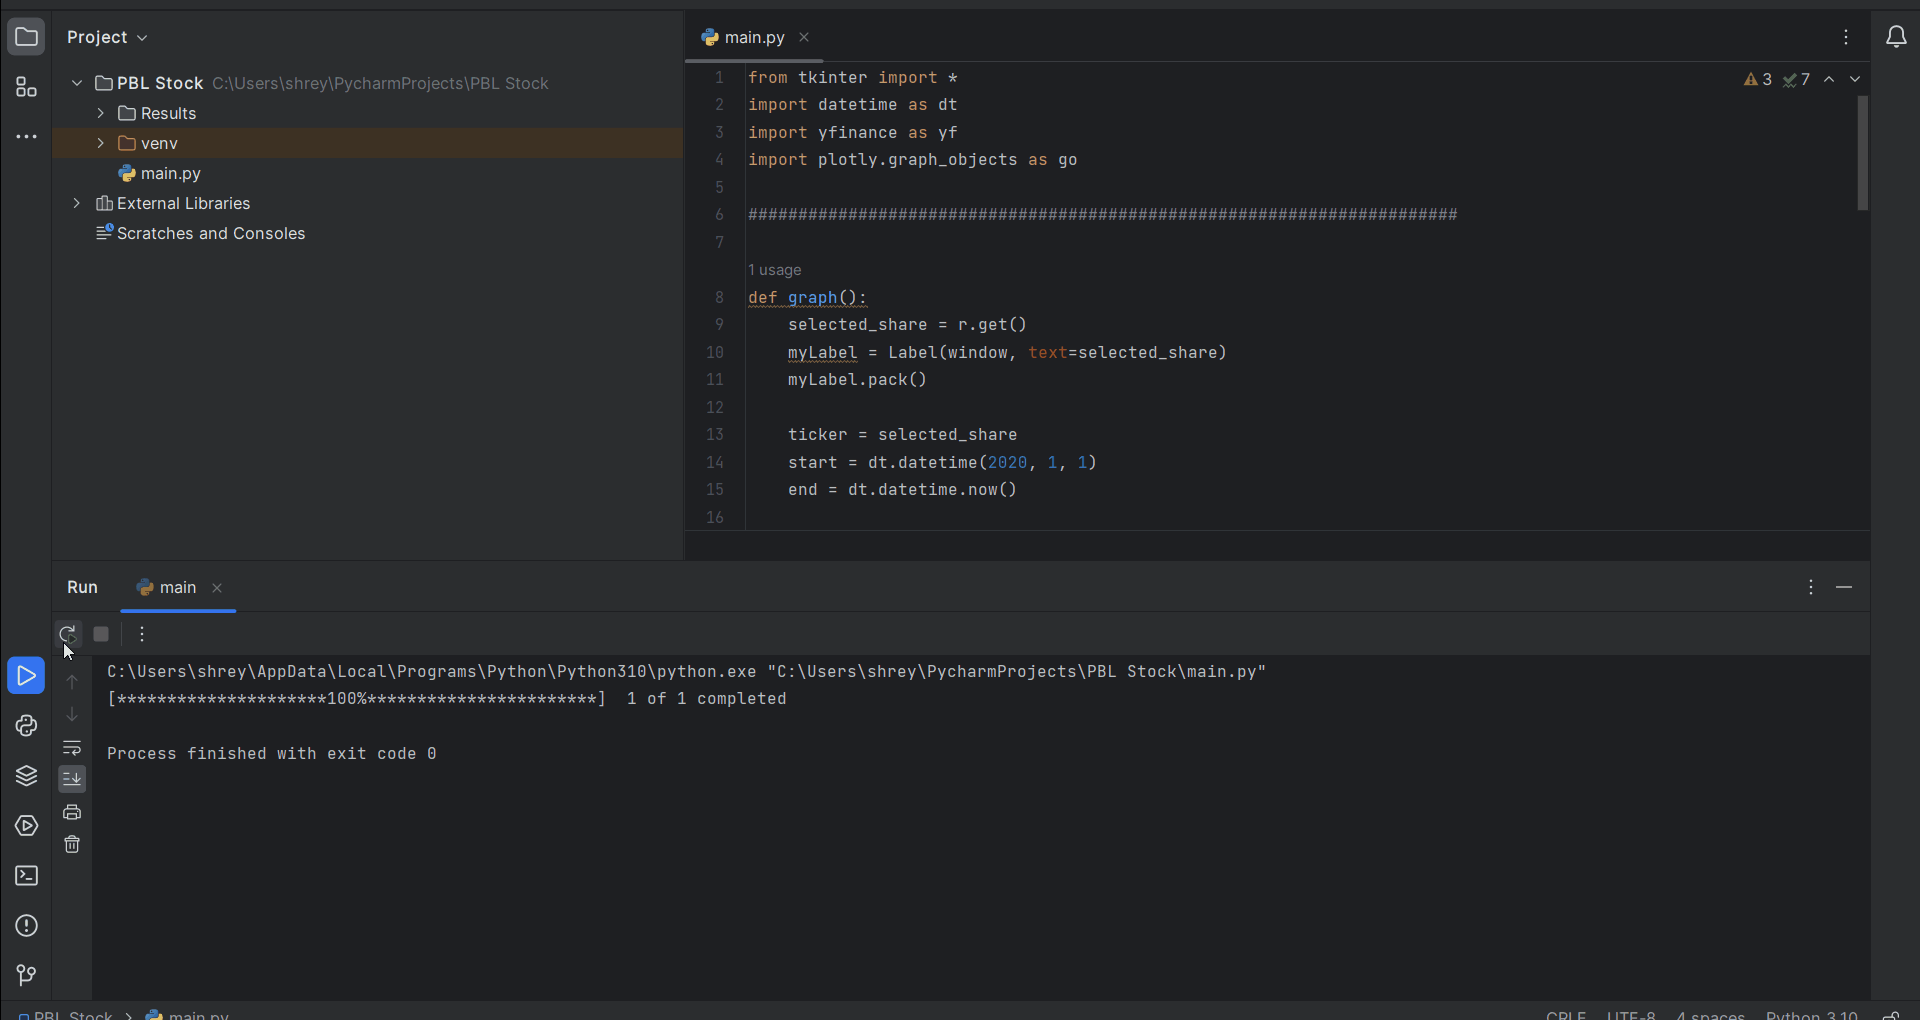 Project
PBL Stock C:\Users\shrey\PycharmProjects\PBL Stock
Results
venv
main.py
External Libraries
Scratches and Consoles
main.py
3 7
1 from tkinter import *
2 import datetime as dt
3 import yfinance as yf
4 import plotly.graph_objects as go
5
6 #######################################################################
7
1 usage
8 def graph():
9 selected_share = r.get()
10 myLabel = Label(window, text=selected_share)
11 myLabel.pack()
12
13 ticker = selected_share
14 start = dt.datetime(2020, 1, 1)
15 end = dt.datetime.now()
16
Run main
C:\Users\shrey\AppData\Local\Programs\Python\Python310\python.exe "C:\Users\shrey\PycharmProjects\PBL Stock\main.py"
[*********************100%***********************]  1 of 1 completed
Process finished with exit code 0
PBL Stock > main.py CRLF UTF-8 4 spaces Python 3.10